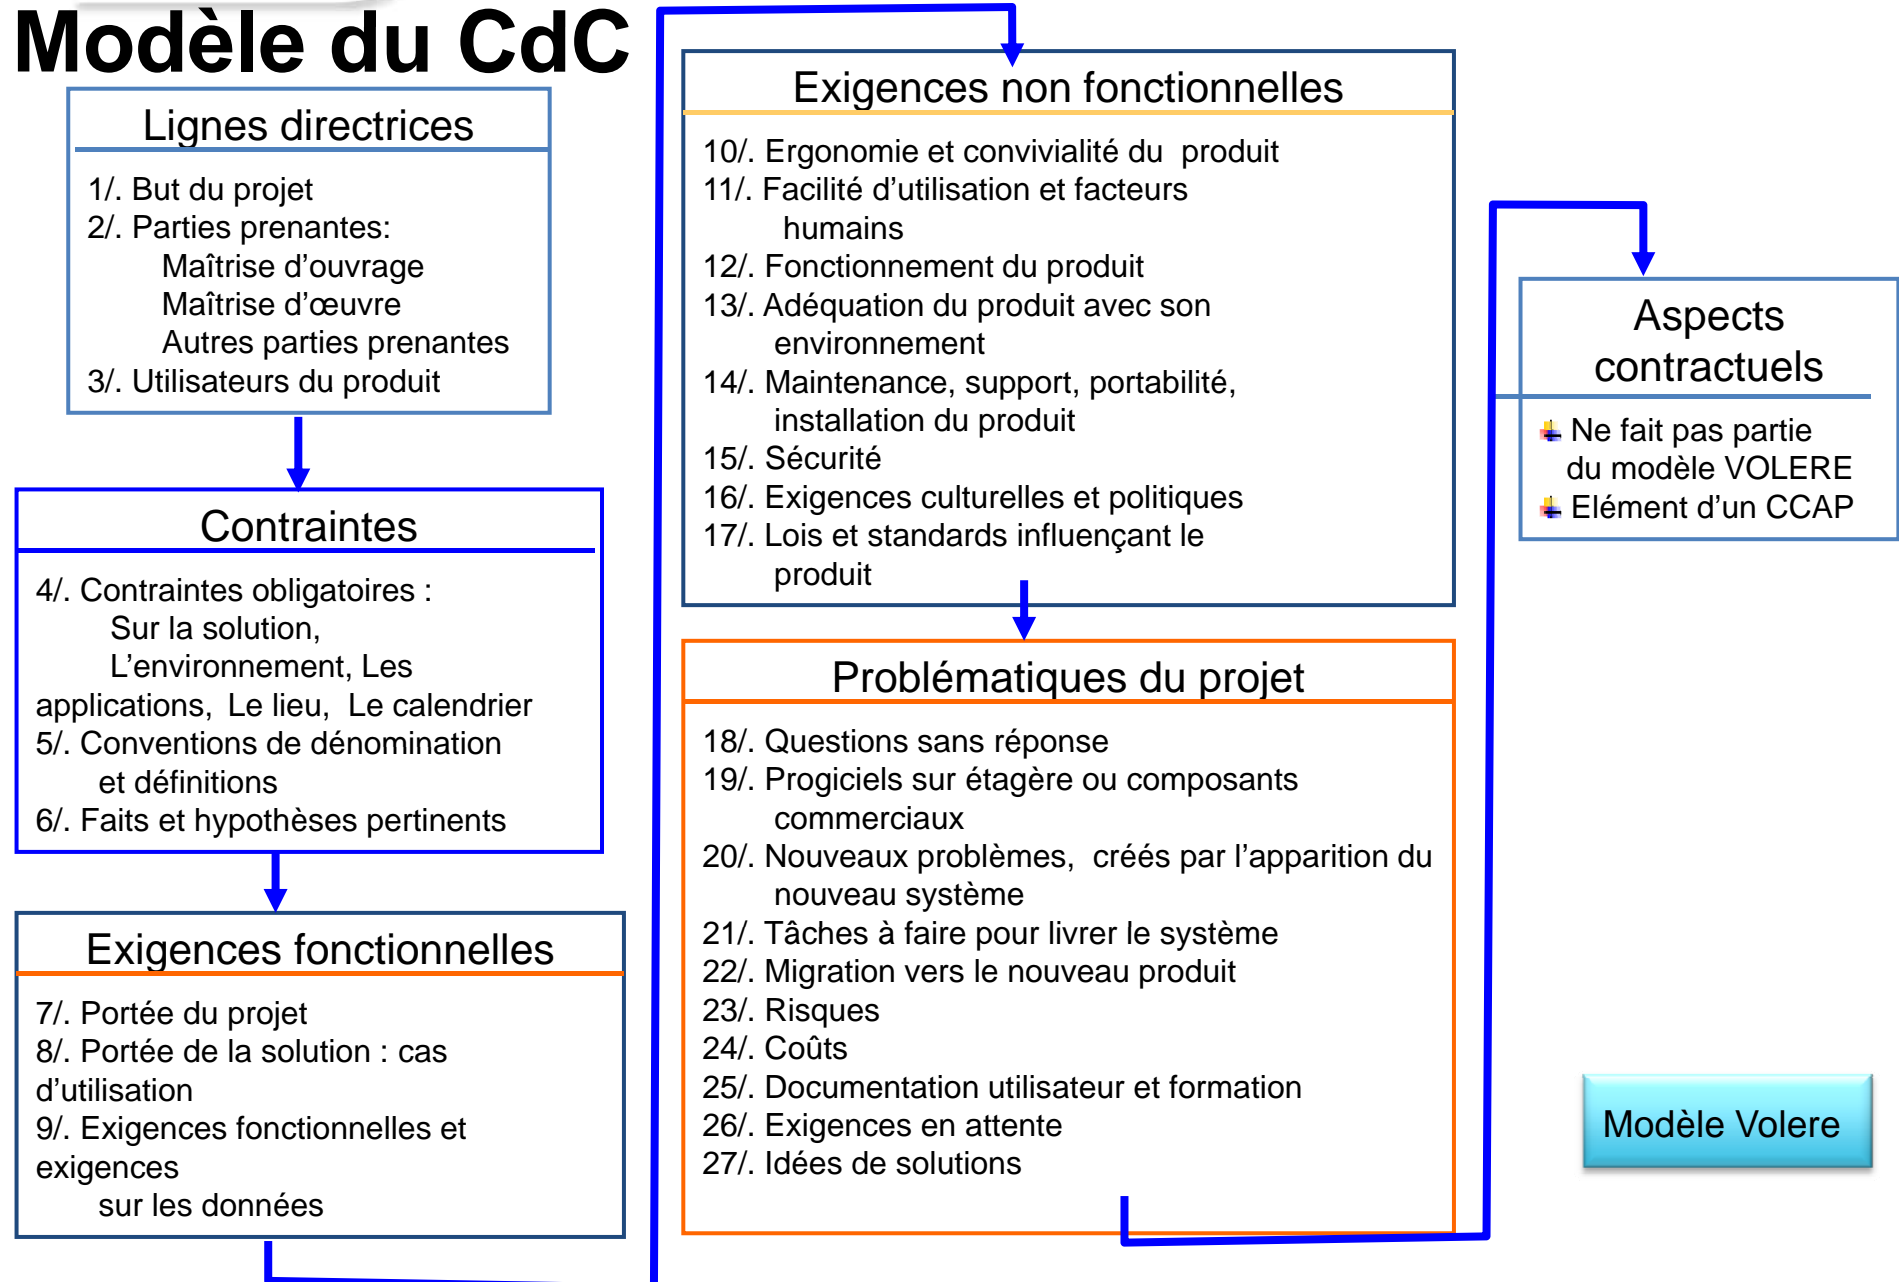 Modèle du CdC
Lignes directrices
1/. But du projet
2/. Parties prenantes:
Maîtrise d’ouvrage
Maîtrise d’œuvre
Autres parties prenantes
3/. Utilisateurs du produit
Contraintes
4/. Contraintes obligatoires :
Sur la solution,
L’environnement, Les
applications, Le lieu, Le calendrier
5/. Conventions de dénomination
et définitions
6/. Faits et hypothèses pertinents
Exigences fonctionnelles
7/. Portée du projet
8/. Portée de la solution : cas
d’utilisation
9/. Exigences fonctionnelles et
exigences
sur les données
Exigences non fonctionnelles
10/. Ergonomie et convivialité du produit
11/. Facilité d’utilisation et facteurs
humains
12/. Fonctionnement du produit
13/. Adéquation du produit avec son
environnement
14/. Maintenance, support, portabilité,
installation du produit
15/. Sécurité
16/. Exigences culturelles et politiques
17/. Lois et standards influençant le
produit
Problématiques du projet
18/. Questions sans réponse
19/. Progiciels sur étagère ou composants
commerciaux
20/. Nouveaux problèmes, créés par l’apparition du
nouveau système
21/. Tâches à faire pour livrer le système
22/. Migration vers le nouveau produit
23/. Risques
24/. Coûts
25/. Documentation utilisateur et formation
26/. Exigences en attente
27/. Idées de solutions
Aspects
contractuels
Ne fait pas partie
du modèle VOLERE
Elément d’un CCAP
Modèle Volere